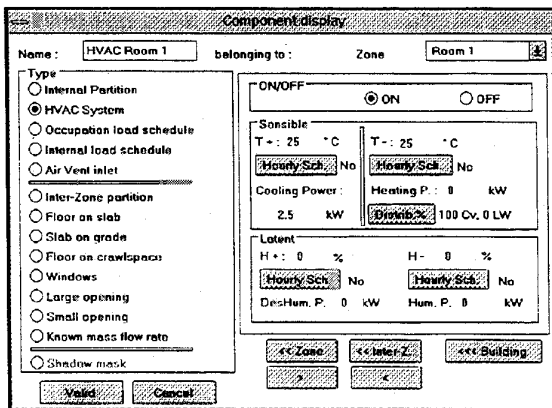 Component display
Name : HVAC Room 1 belonging to : Zone Room 1
Type
Internal Partition
HVAC System
Occupation load schedule
Internal load schedule
Air Vent inlet
Inter-Zone partition
Floor on slab
Slab on grade
Floor on crawlspace
Windows
Large opening
Small opening
Known mass flow rate
Shadow mask
Valid Cancel
ON/OFF
ON OFF
Sensible
T + : 25 °C T - : 25 °C
Hourly Sch. No Hourly Sch. No
Cooling Power : Heating P. : 0 kW
2.5 kW Distrib.% 100 Cv. 0 LW
Latent
H + : 0 % H - 0 %
Hourly Sch. No Hourly Sch. No
DesHum. P. 0 kW Hum. P. 0 kW
<< Zone << Inter-Z. <<< Building
> <